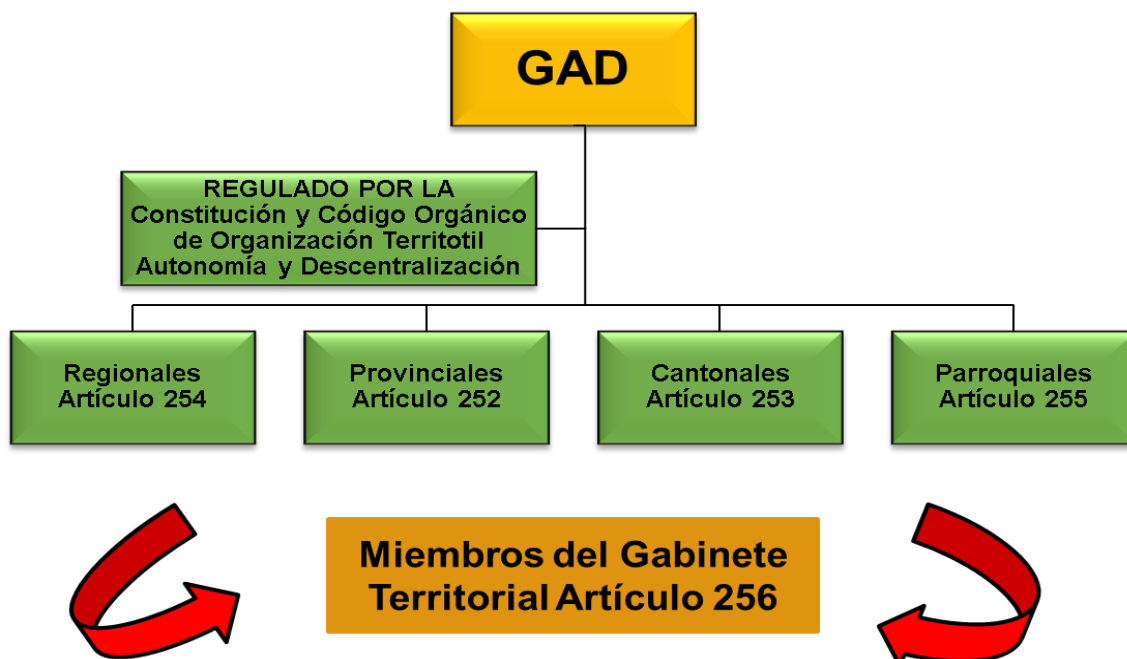 GAD
REGULADO POR LA
Constitución y Código Orgánico
de Organización Territotil
Autonomía y Descentralización
Regionales
Artículo 254
Provinciales
Artículo 252
Cantonales
Artículo 253
Parroquiales
Artículo 255
Miembros del Gabinete
Territorial Artículo 256